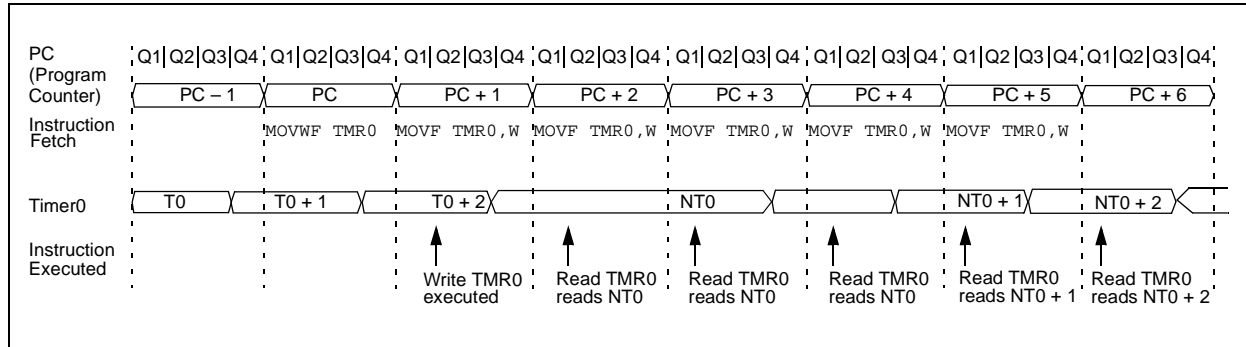 PC
(Program
Counter)
Q1|Q2|Q3|Q4 Q1|Q2|Q3|Q4 Q1|Q2|Q3|Q4 Q1|Q2|Q3|Q4 Q1|Q2|Q3|Q4 Q1|Q2|Q3|Q4 Q1|Q2|Q3|Q4 Q1|Q2|Q3|Q4
PC – 1 PC PC + 1 PC + 2 PC + 3 PC + 4 PC + 5 PC + 6
Instruction
Fetch
MOVWF TMR0 MOVF TMR0,W MOVF TMR0,W MOVF TMR0,W MOVF TMR0,W MOVF TMR0,W
Timer0
T0 T0 + 1 T0 + 2 NT0 NT0 + 1 NT0 + 2
Instruction
Executed
Write TMR0
executed
Read TMR0
reads NT0
Read TMR0
reads NT0
Read TMR0
reads NT0
Read TMR0
reads NT0 + 1
Read TMR0
reads NT0 + 2